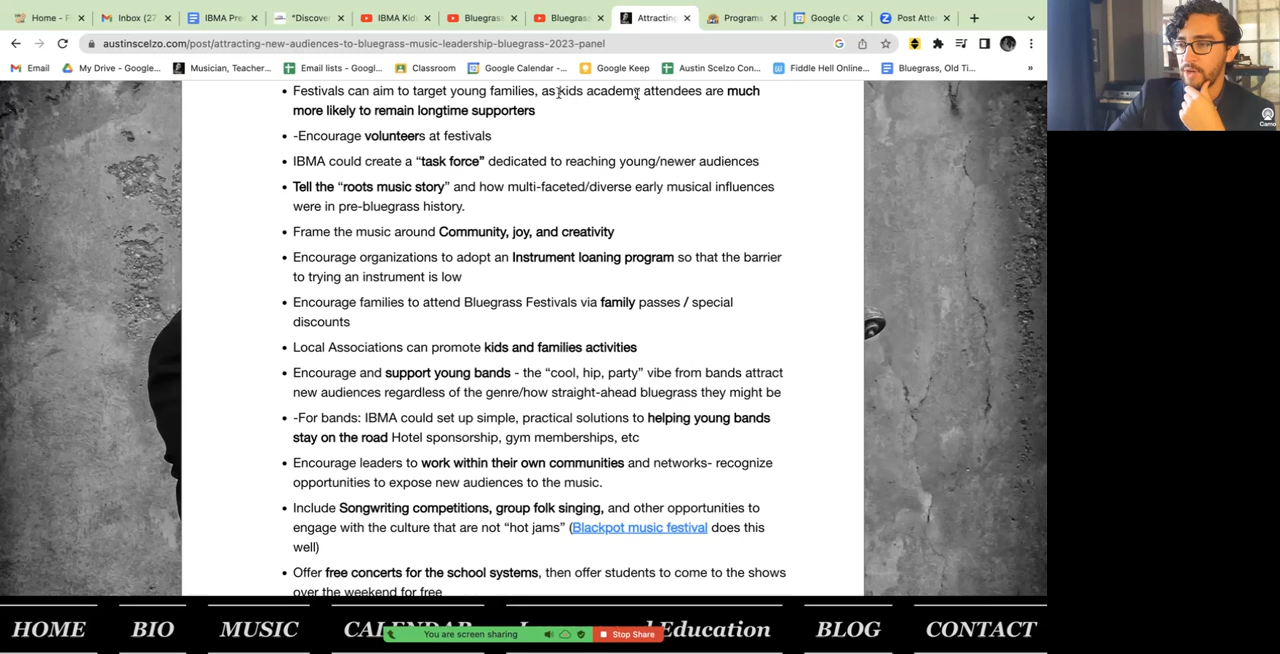 Home - F
Inbox (27
IBMA Pre
"Discove
IBMA Kid
Bluegras
Bluegras
Attractin
Programs
Google C
Post Atte
austinscelzo.com/post/attracting-new-audiences-to-bluegrass-music-leadership-bluegrass-2023-panel
Email
My Drive - Google...
Musician, Teacher...
Email lists - Googl...
Classroom
Google Calendar -...
Google Keep
Austin Scelzo Con...
Fiddle Hell Online...
Bluegrass, Old Ti...
»
Camo
Festivals can aim to target young families, as kids academy attendees are much
more likely to remain longtime supporters
-Encourage volunteers at festivals
IBMA could create a “task force” dedicated to reaching young/newer audiences
Tell the “roots music story” and how multi-faceted/diverse early musical influences
were in pre-bluegrass history.
Frame the music around Community, joy, and creativity
Encourage organizations to adopt an Instrument loaning program so that the barrier
to trying an instrument is low
Encourage families to attend Bluegrass Festivals via family passes / special
discounts
Local Associations can promote kids and families activities
Encourage and support young bands - the “cool, hip, party” vibe from bands attract
new audiences regardless of the genre/how straight-ahead bluegrass they might be
-For bands: IBMA could set up simple, practical solutions to helping young bands
stay on the road Hotel sponsorship, gym memberships, etc
Encourage leaders to work within their own communities and networks- recognize
opportunities to expose new audiences to the music.
Include Songwriting competitions, group folk singing, and other opportunities to
engage with the culture that are not “hot jams” (Blackpot music festival does this
well)
Offer free concerts for the school systems, then offer students to come to the shows
over the weekend for free
HOME
BIO
MUSIC
Education
BLOG
CONTACT
You are screen sharing
Stop Share